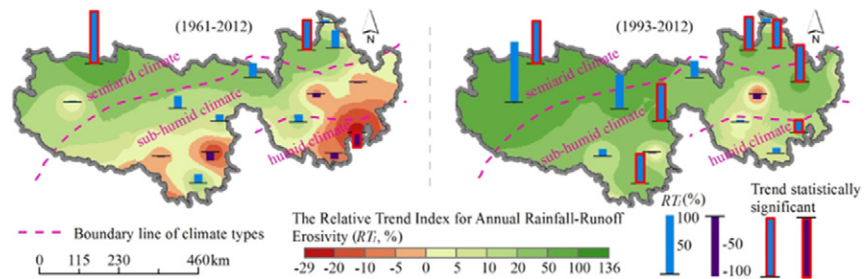 (1961-2012)
N
semiarid climate
sub-humid climate
humid climate
(1993-2012)
N
semiarid climate
sub-humid climate
humid climate
Boundary line of climate types
0 115 230 460 km
The Relative Trend Index for Annual Rainfall-Runoff
Erosivity (RTi, %)
-29 -20 -10 -5 0 5 10 20 50 100 136
RTi(%)
100
50
-50
-100
Trend statistically
significant